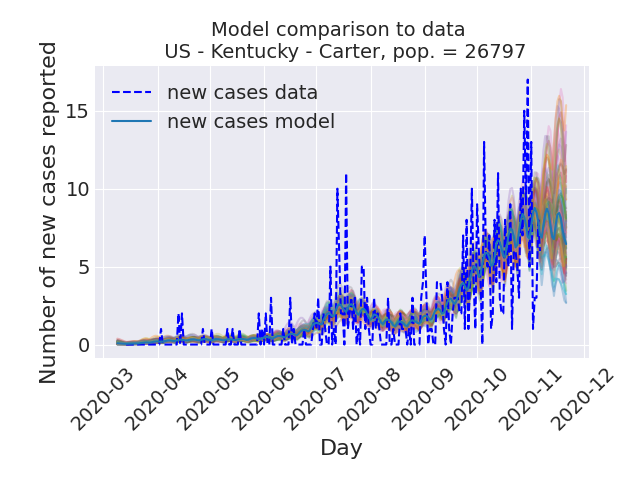 Model comparison to data
US - Kentucky - Carter, pop. = 26797
new cases data
new cases model
Number of new cases reported
15
10
5
0
2020-03
2020-04
2020-05
2020-06
2020-07
2020-08
2020-09
2020-10
2020-11
2020-12
Day